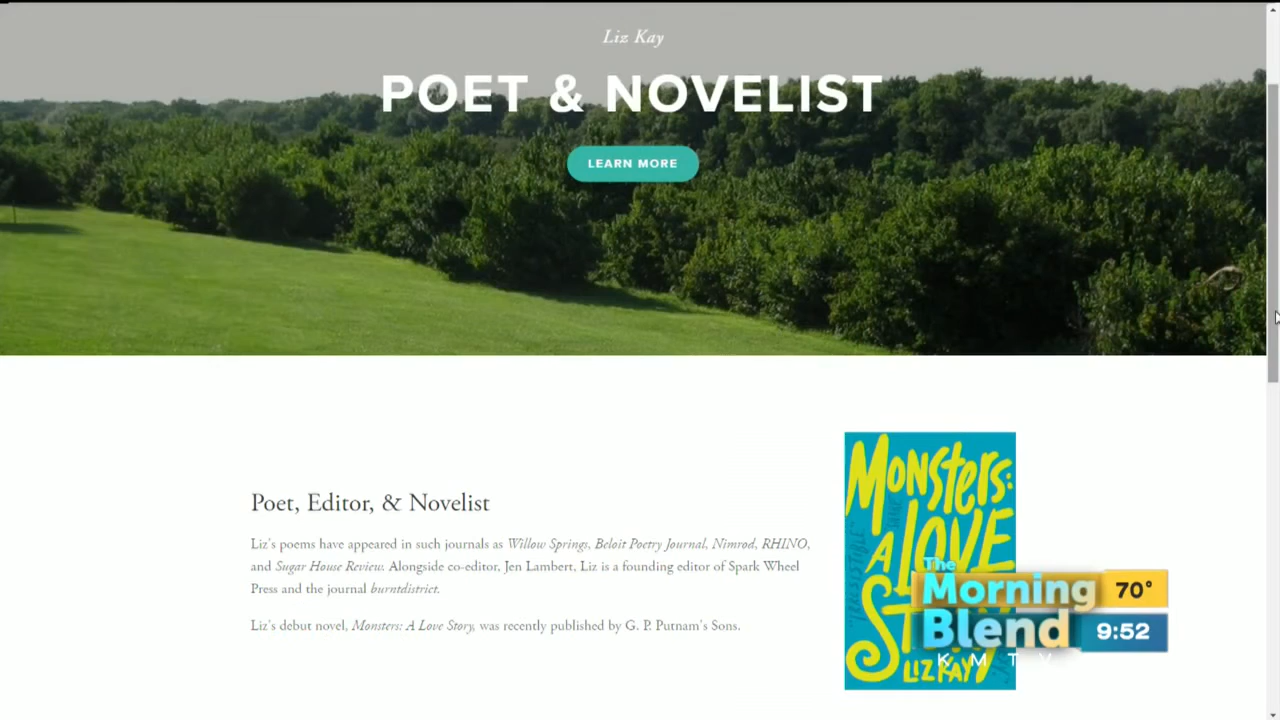 Liz Kay
POET & NOVELIST
LEARN MORE
Poet, Editor, & Novelist
Liz's poems have appeared in such journals as Willow Springs, Beloit Poetry Journal, Nimrod, RHINO,
and Sugar House Review. Alongside co-editor, Jen Lambert, Liz is a founding editor of Spark Wheel
Press and the journal burntdistrict.
Liz's debut novel, Monsters: A Love Story, was recently published by G. P. Putnam's Sons.
MONSters:
A LOVE
LIZ KAY
The
Morning
Blend
70°
9:52
KMTV